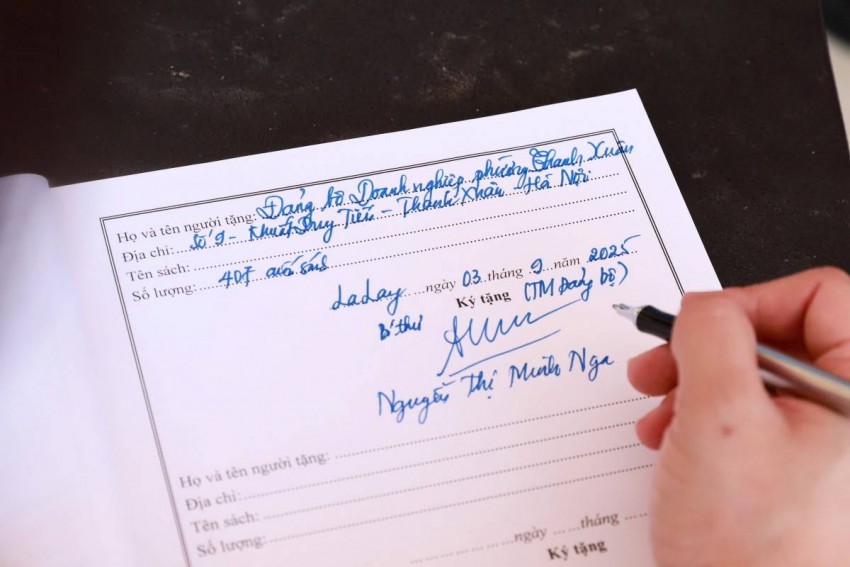 Họ và tên người tặng: Đảng bộ Doanh nghiệp phường Thanh Xuân
Địa chỉ: Số 9 - Khuất Duy Tiến - Thanh Xuân - Hà Nội
Tên sách:
Số lượng: 407 cuốn sách
LaLay ngày 03 tháng 9 năm 2025
Ký tặng (TM Đảng bộ)
Bí thư
Nguyễn Thị Minh Nga
Họ và tên người tặng:
Địa chỉ:
Tên sách:
Số lượng:
ngày tháng
Ký tặng